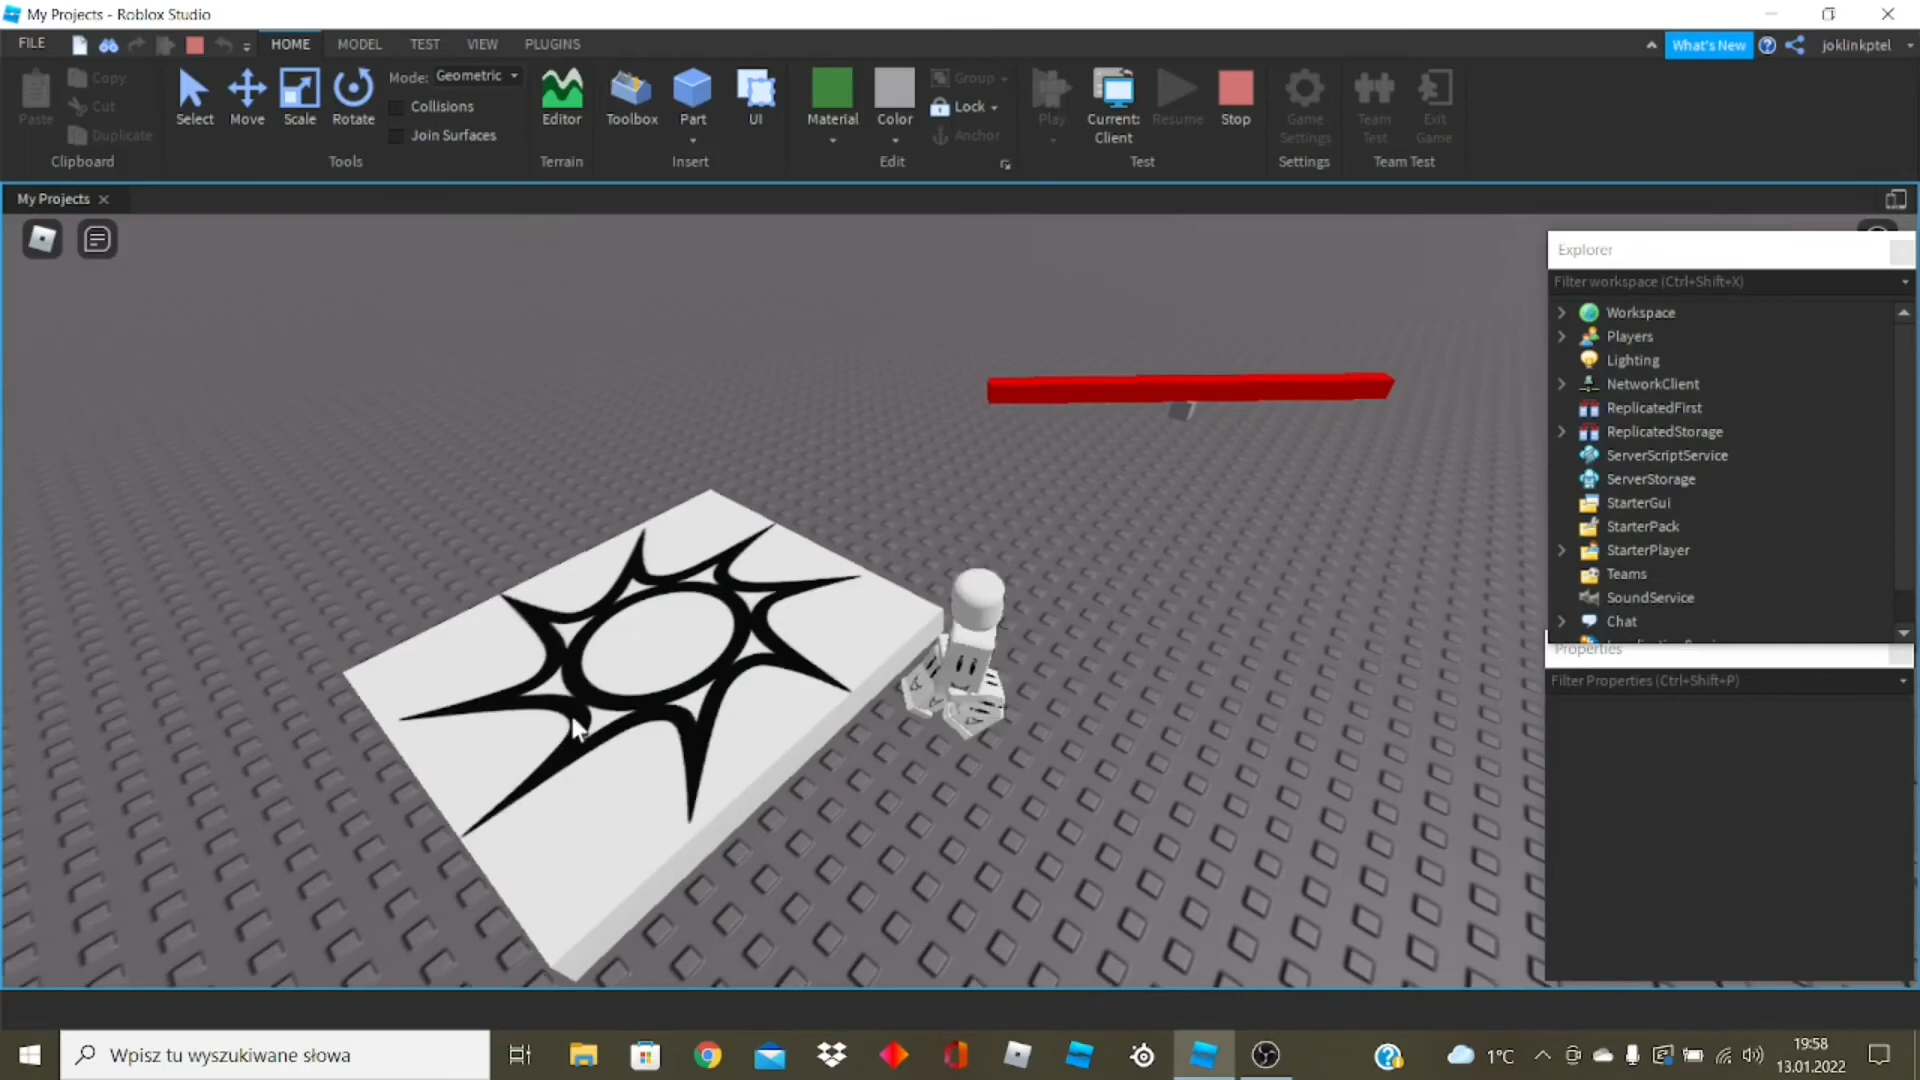 My Projects - Roblox Studio
FILE HOME MODEL TEST VIEW PLUGINS What's New joklinkptel
Paste Copy Cut Duplicate Clipboard
Select Move Scale Rotate Mode: Geometric Collisions Join Surfaces Tools
Editor Terrain
Toolbox Part UI Insert
Material Color Group Lock Anchor Edit
Play Current: Client Resume Stop Test
Game Settings Settings
Team Test Exit Game Team Test
My Projects
Explorer
Filter workspace (Ctrl+Shift+X)
Workspace
Players
Lighting
NetworkClient
ReplicatedFirst
ReplicatedStorage
ServerScriptService
ServerStorage
StarterGui
StarterPack
StarterPlayer
Teams
SoundService
Chat
Properties
Filter Properties (Ctrl+Shift+P)
Wpisz tu wyszukiwane słowa
1°C
19:58
13.01.2022